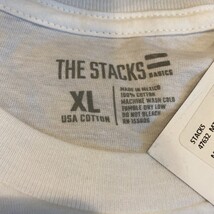 THE STACKS
BASICS
XL
USA COTTON
MADE IN MEXICO
100% COTTON
MACHINE WASH COLD
TUMBLE DRY LOW
DO NOT BLEACH
STACKS
47632